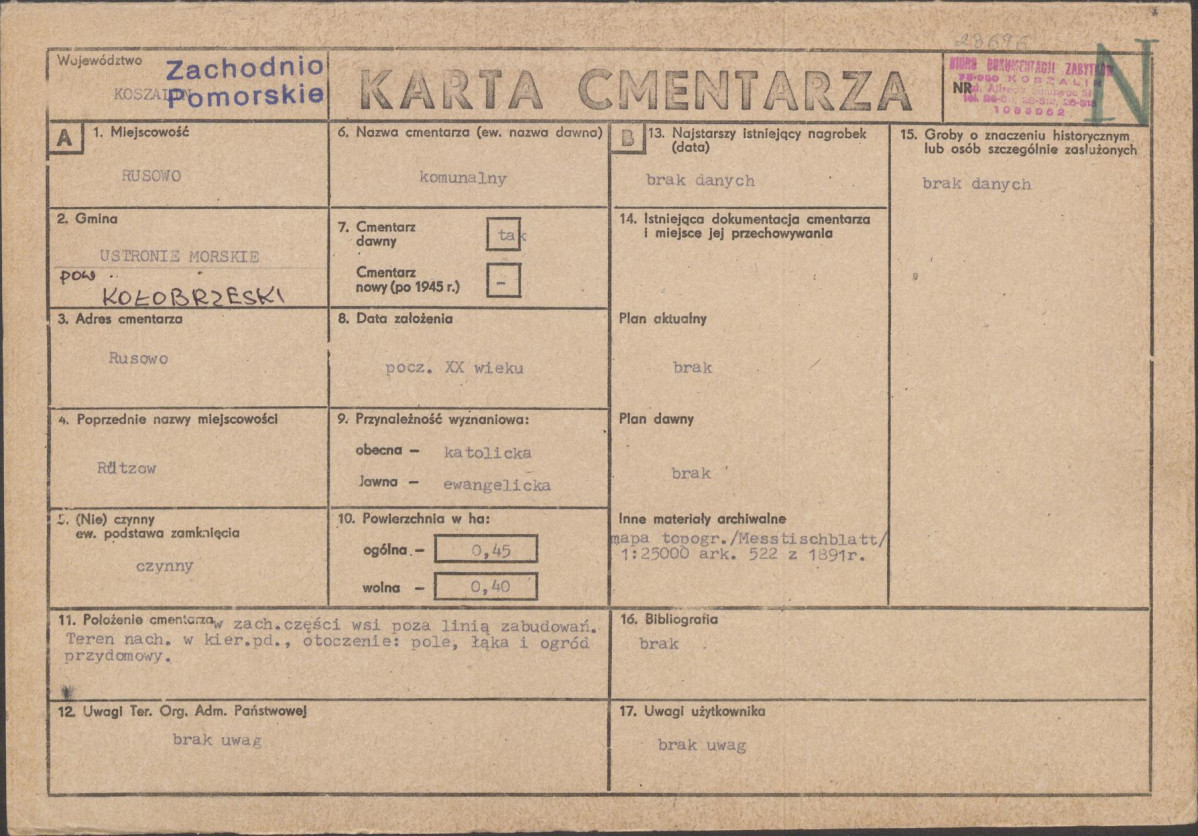 23696
Województwo
KOSZALIN
Zachodnio
Pomorskie
KARTA CMENTARZA
NR
BIURO DOKUMENTACJI ZABYTKÓW
KOSZALIN
N
A
1. Miejscowość
RUSOWO
2. Gmina
USTRONIE MORSKIE
POW
KOŁOBRZESKI
3. Adres cmentarza
Rusowo
4. Poprzednie nazwy miejscowości
Rützow
5. (Nie) czynny
ew. podstawa zamknięcia
czynny
6. Nazwa cmentarza (ew. nazwa dawna)
komunalny
7. Cmentarz
dawny
tak
Cmentarz
nowy (po 1945 r.)
–
8. Data założenia
pocz. XX wieku
9. Przynależność wyznaniowa:
obecna – katolicka
dawna – ewangelicka
10. Powierzchnia w ha:
ogólna – 0,45
wolna – 0,40
11. Położenie cmentarza w zach.części wsi poza linią zabudowań.
Teren nach. w kier.pd., otoczenie: pole, łąka i ogród
przydomowy.
12. Uwagi Ter. Org. Adm. Państwowej
brak uwag
B
13. Najstarszy istniejący nagrobek
(data)
brak danych
14. Istniejąca dokumentacja cmentarza
i miejsce jej przechowywania
Plan aktualny
brak
Plan dawny
brak
Inne materiały archiwalne
mapa topogr./Messtischblatt/
1:25000 ark. 522 z 1891r.
15. Groby o znaczeniu historycznym
lub osób szczególnie zasłużonych
brak danych
16. Bibliografia
brak
17. Uwagi użytkownika
brak uwag